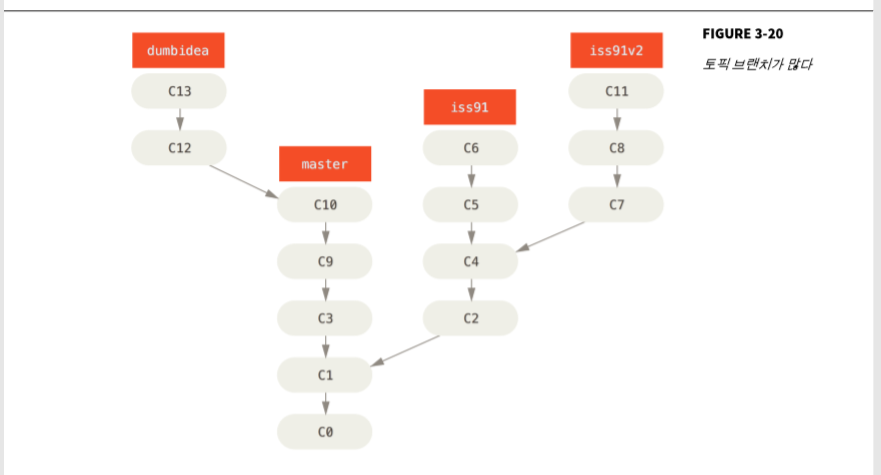 FIGURE 3-20
토픽 브랜치가 많다
dumbidea
iss91v2
C13
C11
iss91
C12
C6
C8
master
C10
C5
C7
C9
C4
C3
C2
C1
C0